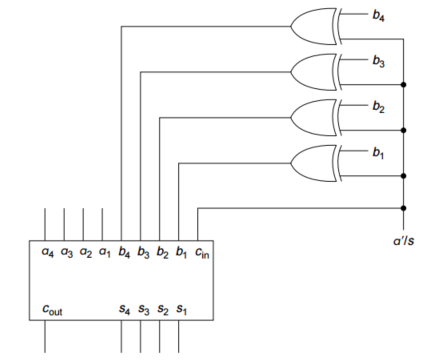 b₄
b₃
b₂
b₁
a'/s
a₄ a₃ a₂ a₁ b₄ b₃ b₂ b₁ cᵢₙ
cₒᵤₜ s₄ s₃ s₂ s₁